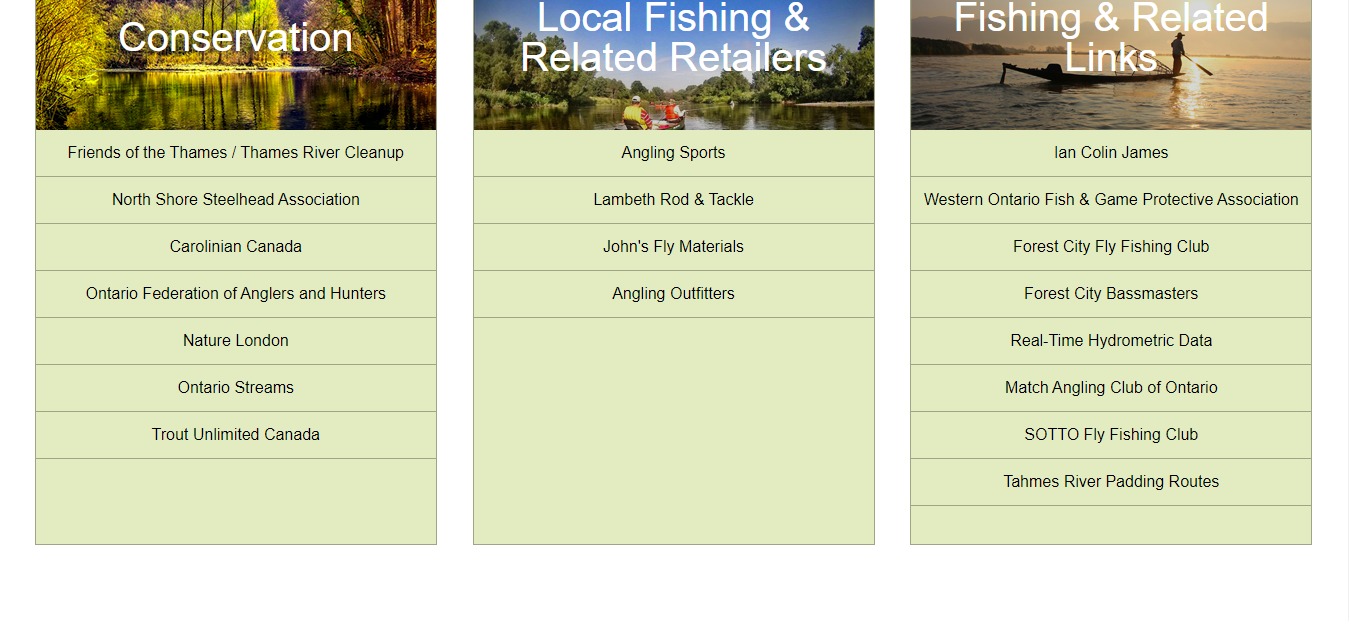 Conservation
Friends of the Thames / Thames River Cleanup
North Shore Steelhead Association
Carolinian Canada
Ontario Federation of Anglers and Hunters
Nature London
Ontario Streams
Trout Unlimited Canada
Local Fishing &
Related Retailers
Angling Sports
Lambeth Rod & Tackle
John's Fly Materials
Angling Outfitters
Fishing & Related
Links
Ian Colin James
Western Ontario Fish & Game Protective Association
Forest City Fly Fishing Club
Forest City Bassmasters
Real-Time Hydrometric Data
Match Angling Club of Ontario
SOTTO Fly Fishing Club
Tahmes River Padding Routes